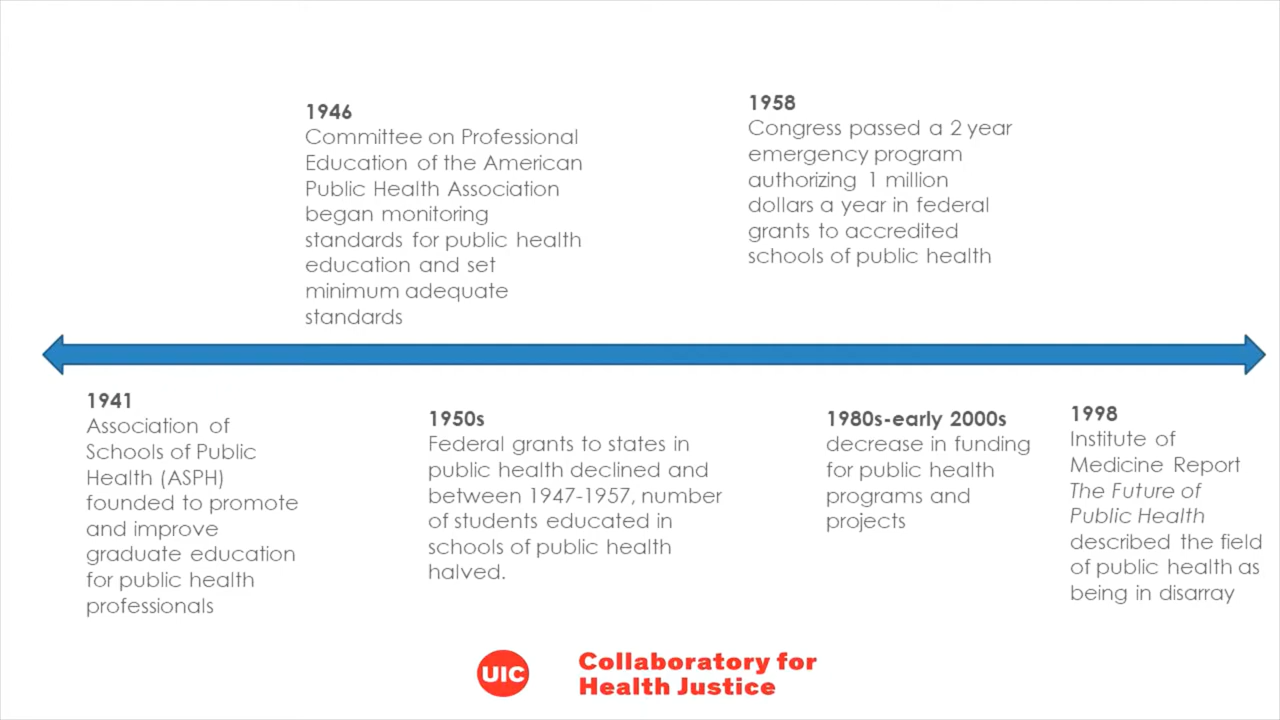 1946
Committee on Professional
Education of the American
Public Health Association
began monitoring
standards for public health
education and set
minimum adequate
standards
1958
Congress passed a 2 year
emergency program
authorizing 1 million
dollars a year in federal
grants to accredited
schools of public health
1941
Association of
Schools of Public
Health (ASPH)
founded to promote
and improve
graduate education
for public health
professionals
1950s
Federal grants to states in
public health declined and
between 1947-1957, number
of students educated in
schools of public health
halved.
1980s-early 2000s
decrease in funding
for public health
programs and
projects
1998
Institute of
Medicine Report
The Future of
Public Health
described the field
of public health as
being in disarray
UIC
Collaboratory for
Health Justice